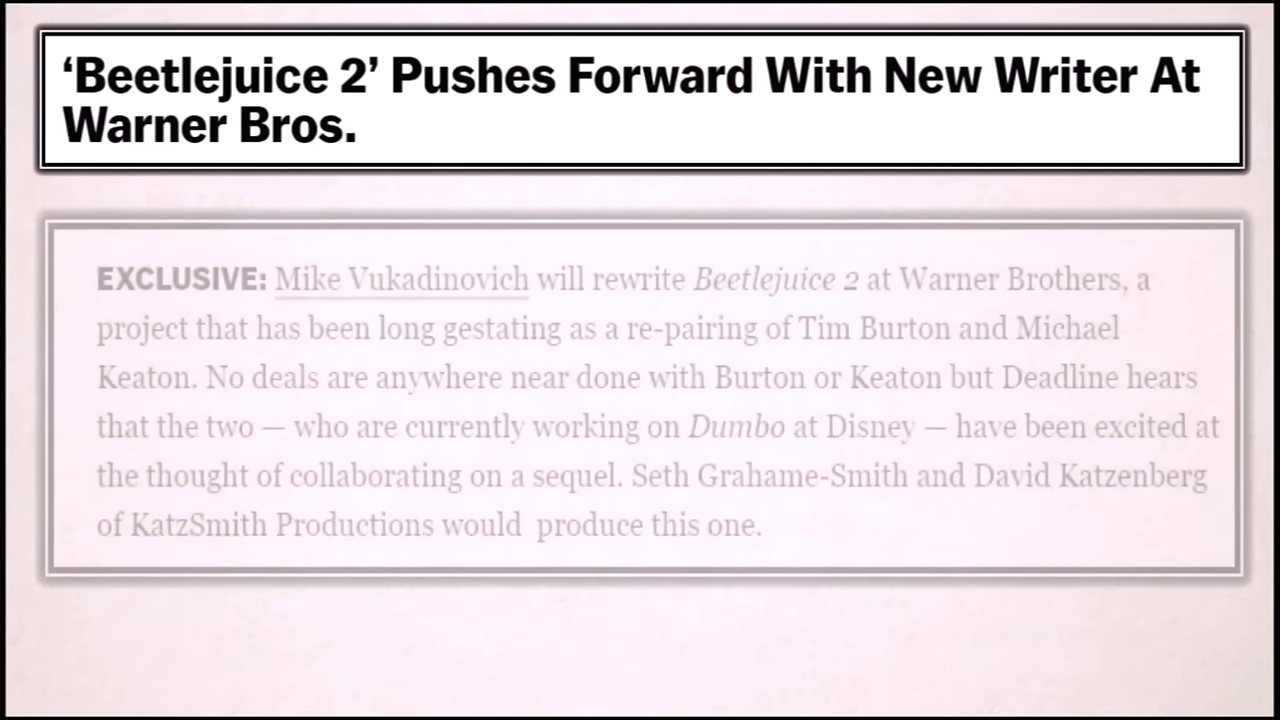 ‘Beetlejuice 2’ Pushes Forward With New Writer At
Warner Bros.
EXCLUSIVE: Mike Vukadinovich will rewrite Beetlejuice 2 at Warner Brothers, a
project that has been long gestating as a re-pairing of Tim Burton and Michael
Keaton. No deals are anywhere near done with Burton or Keaton but Deadline hears
that the two — who are currently working on Dumbo at Disney — have been excited at
the thought of collaborating on a sequel. Seth Grahame-Smith and David Katzenberg
of KatzSmith Productions would  produce this one.